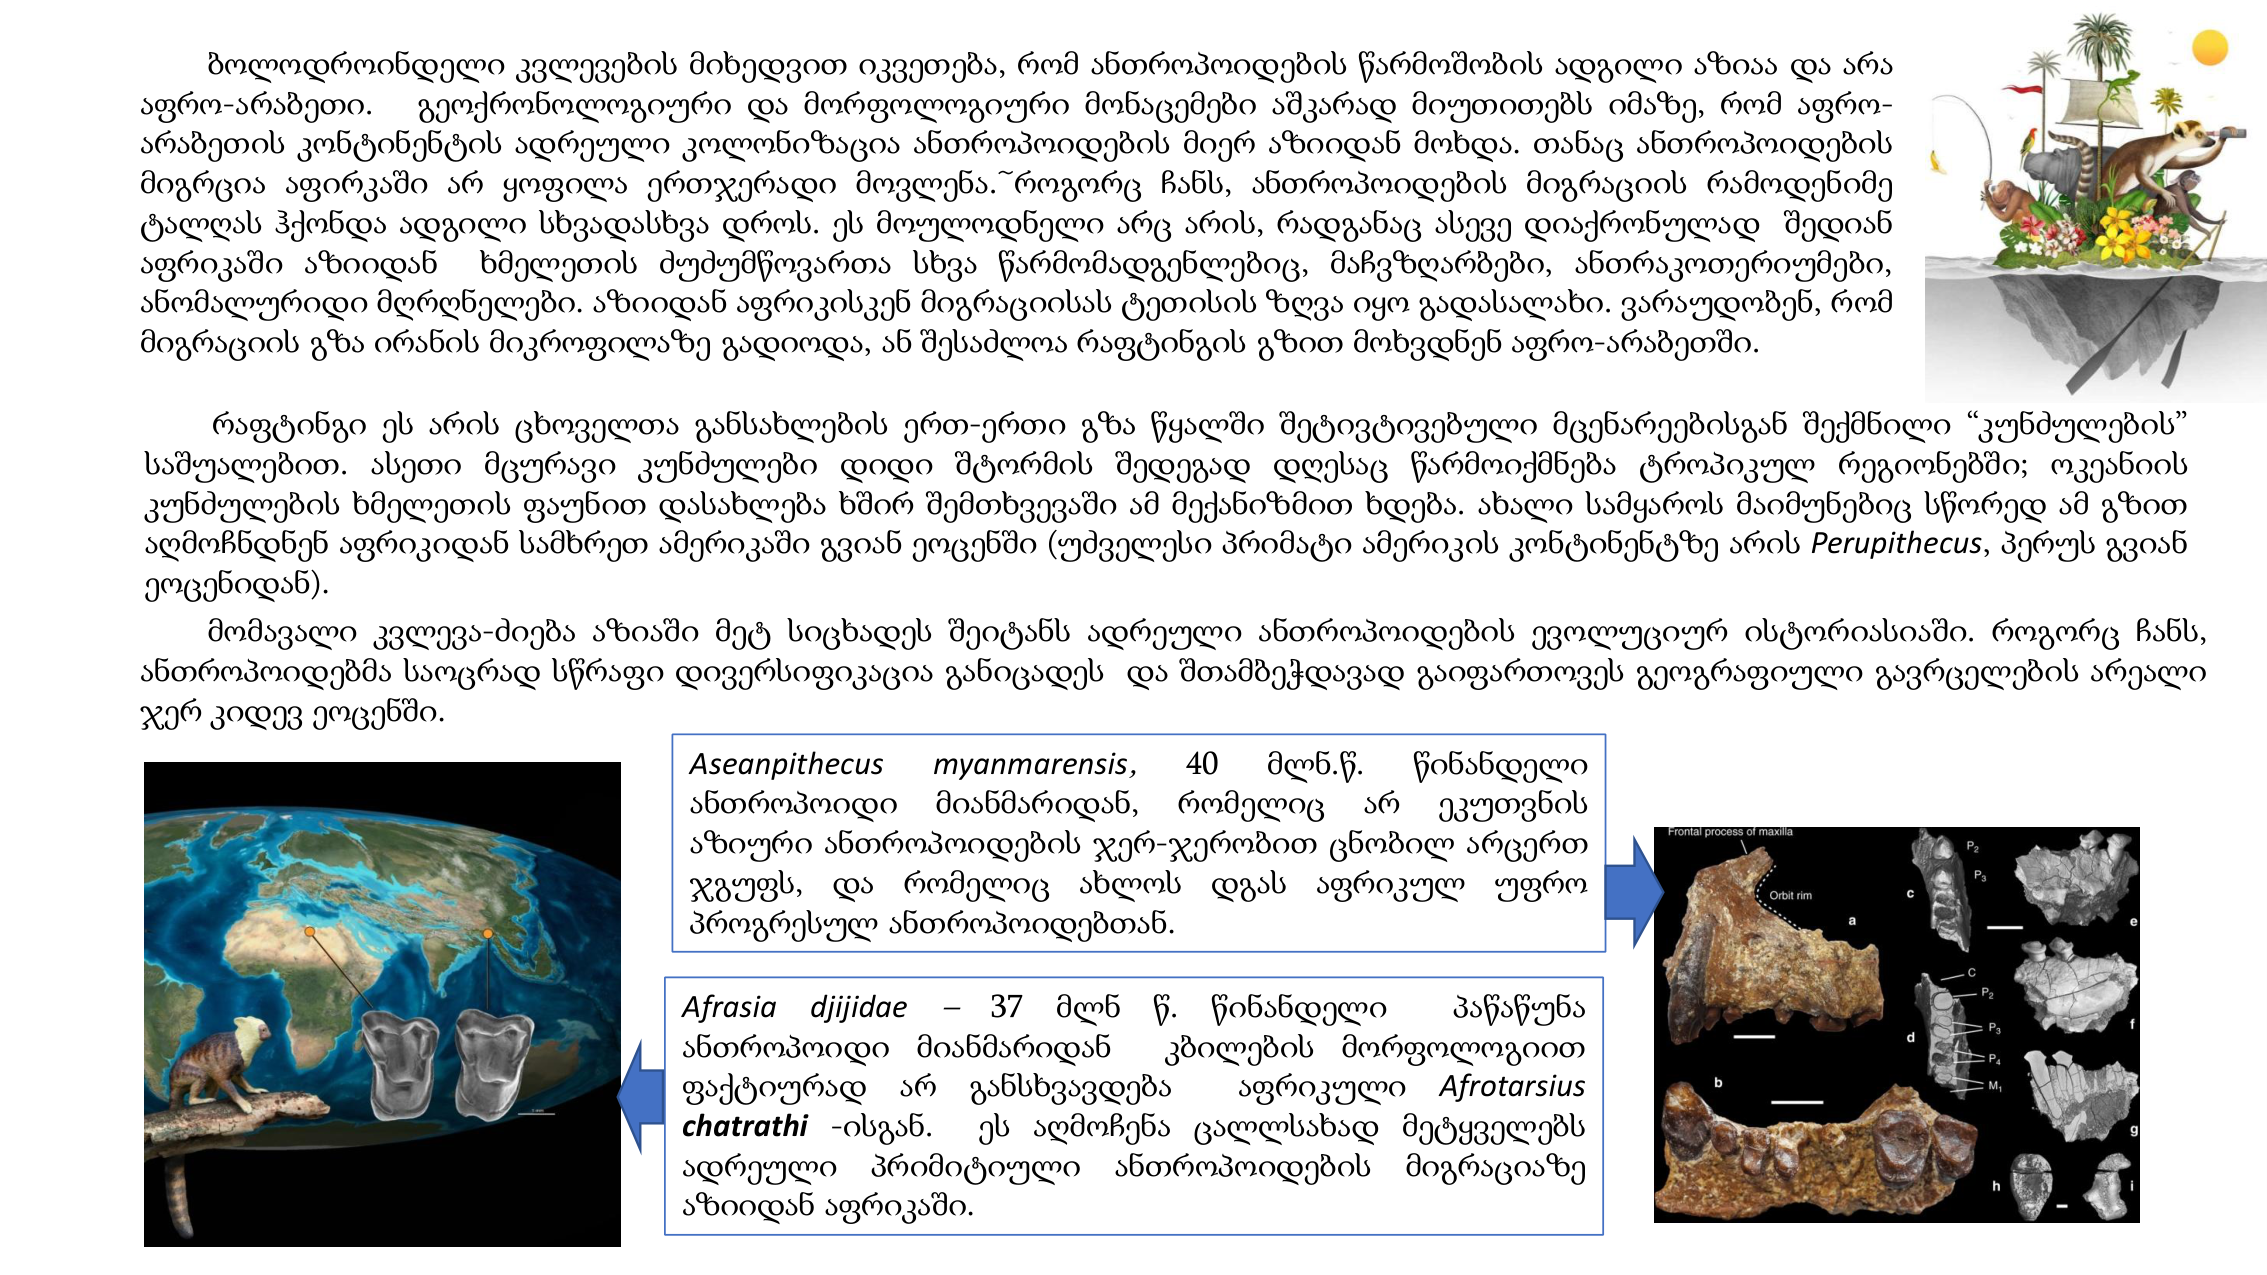 ბოლოდროინდელი კვლევების მიხედვით იკვეთება, რომ ანთროპოიდების წარმოშობის ადგილი აზიაა და არა
აფრო-არაბეთი. გეოქრონოლოგიური და მორფოლოგიური მონაცემები აშკარად მიუთითებს იმაზე, რომ აფრო-
არაბეთის კონტინენტის ადრეული კოლონიზაცია ანთროპოიდების მიერ აზიიდან მოხდა. თანაც ანთროპოიდების
მიგრცია აფირკაში არ ყოფილა ერთჯერადი მოვლენა.~როგორც ჩანს, ანთროპოიდების მიგრაციის რამოდენიმე
ტალღას ჰქონდა ადგილი სხვადასხვა დროს. ეს მოულოდნელი არც არის, რადგანაც ასევე დიაქრონულად შედიან
აფრიკაში აზიიდან ხმელეთის ძუძუმწოვართა სხვა წარმომადგენლებიც, მაჩვზღარბები, ანთრაკოთერიუმები,
ანომალურიდი მღრღნელები. აზიიდან აფრიკისკენ მიგრაციისას ტეთისის ზღვა იყო გადასალახი. ვარაუდობენ, რომ
მიგრაციის გზა ირანის მიკროფილაზე გადიოდა, ან შესაძლოა რაფტინგის გზით მოხვდნენ აფრო-არაბეთში.
რაფტინგი ეს არის ცხოველთა განსახლების ერთ-ერთი გზა წყალში შეტივტივებული მცენარეებისგან შექმნილი “კუნძულების”
საშუალებით. ასეთი მცურავი კუნძულები დიდი შტორმის შედეგად დღესაც წარმოიქმნება ტროპიკულ რეგიონებში; ოკეანიის
კუნძულების ხმელეთის ფაუნით დასახლება ხშირ შემთხვევაში ამ მექანიზმით ხდება. ახალი სამყაროს მაიმუნებიც სწორედ ამ გზით
აღმოჩნდნენ აფრიკიდან სამხრეთ ამერიკაში გვიან ეოცენში (უძველესი პრიმატი ამერიკის კონტინენტზე არის Perupithecus, პერუს გვიან
ეოცენიდან).
მომავალი კვლევა-ძიება აზიაში მეტ სიცხადეს შეიტანს ადრეული ანთროპოიდების ევოლუციურ ისტორიასიაში. როგორც ჩანს,
ანთროპოიდებმა საოცრად სწრაფი დივერსიფიკაცია განიცადეს და შთამბეჭდავად გაიფართოვეს გეოგრაფიული გავრცელების არეალი
ჯერ კიდევ ეოცენში.
Aseanpithecus myanmarensis, 40 მლნ.წ. წინანდელი
ანთროპოიდი მიანმარიდან, რომელიც არ ეკუთვნის
აზიური ანთროპოიდების ჯერ-ჯერობით ცნობილ არცერთ
ჯგუფს, და რომელიც ახლოს დგას აფრიკულ უფრო
პროგრესულ ანთროპოიდებთან.
Afrasia djijidae – 37 მლნ წ. წინანდელი პაწაწუნა
ანთროპოიდი მიანმარიდან კბილების მორფოლოგიით
ფაქტიურად არ განსხვავდება აფრიკული Afrotarsius
chatrathi -ისგან. ეს აღმოჩენა ცალლსახად მეტყველებს
ადრეული პრიმიტიული ანთროპოიდების მიგრაციაზე
აზიიდან აფრიკაში.
Frontal process of maxilla
Orbit rim
a
b
c
P2
P3
d
C
P2
P3
P4
M1
e
f
g
h
i